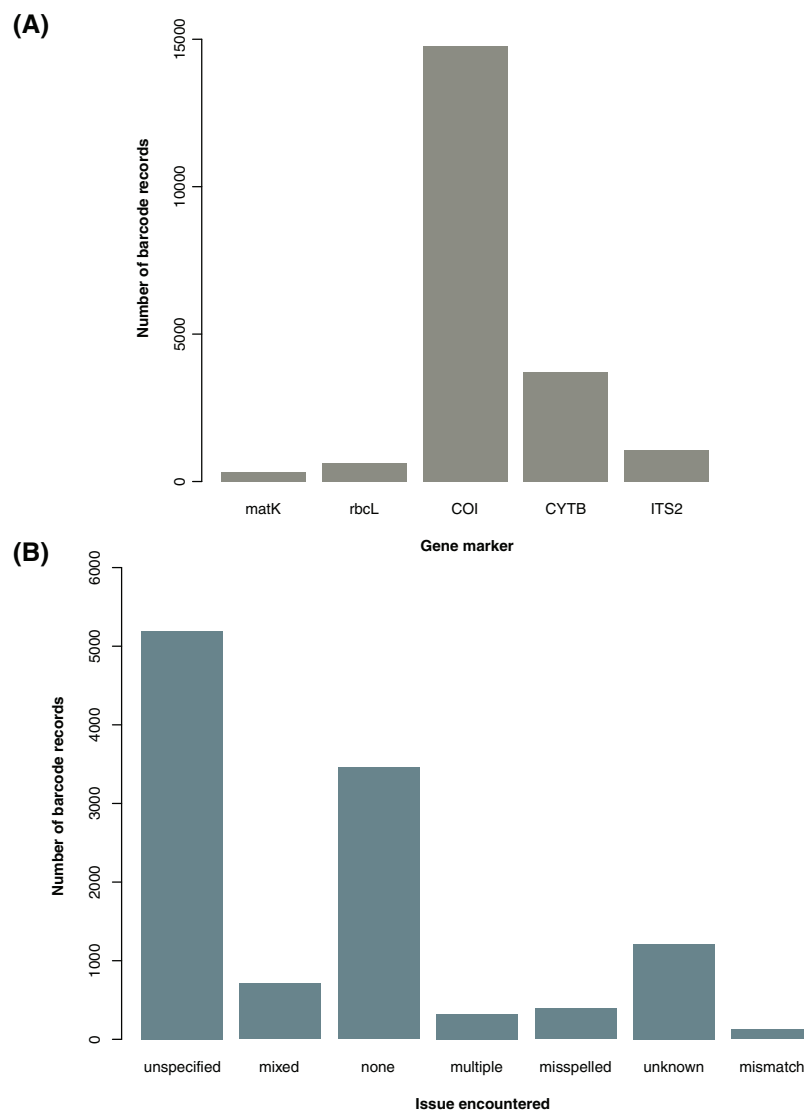 (A)
Number of barcode records
15000
10000
5000
0
matK rbcL COI CYTB ITS2
Gene marker
(B)
Number of barcode records
6000
5000
4000
3000
2000
1000
0
unspecified mixed none multiple misspelled unknown mismatch
Issue encountered